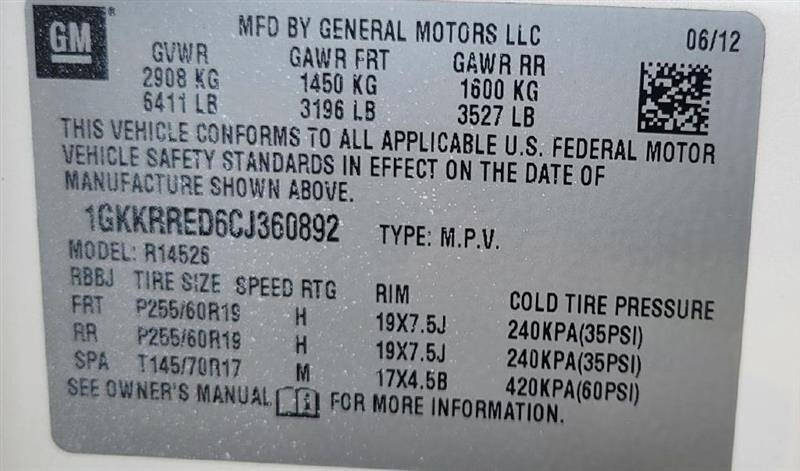 GM ® MFD BY GENERAL MOTORS LLC 06/12
GVWR GAWR FRT GAWR RR
2908 KG 1450 KG 1600 KG
6411 LB 3196 LB 3527 LB
THIS VEHICLE CONFORMS TO ALL APPLICABLE U.S. FEDERAL MOTOR
VEHICLE SAFETY STANDARDS IN EFFECT ON THE DATE OF
MANUFACTURE SHOWN ABOVE.
1GKKRRED6CJ360892 TYPE: M.P.V.
MODEL: R14526
RBBJ TIRE SIZE SPEED RTG RIM COLD TIRE PRESSURE
FRT P255/60R19 H 19X7.5J 240KPA(35PSI)
RR P255/60R19 H 19X7.5J 240KPA(35PSI)
SPA T145/70R17 M 17X4.5B 420KPA(60PSI)
SEE OWNER'S MANUAL FOR MORE INFORMATION.